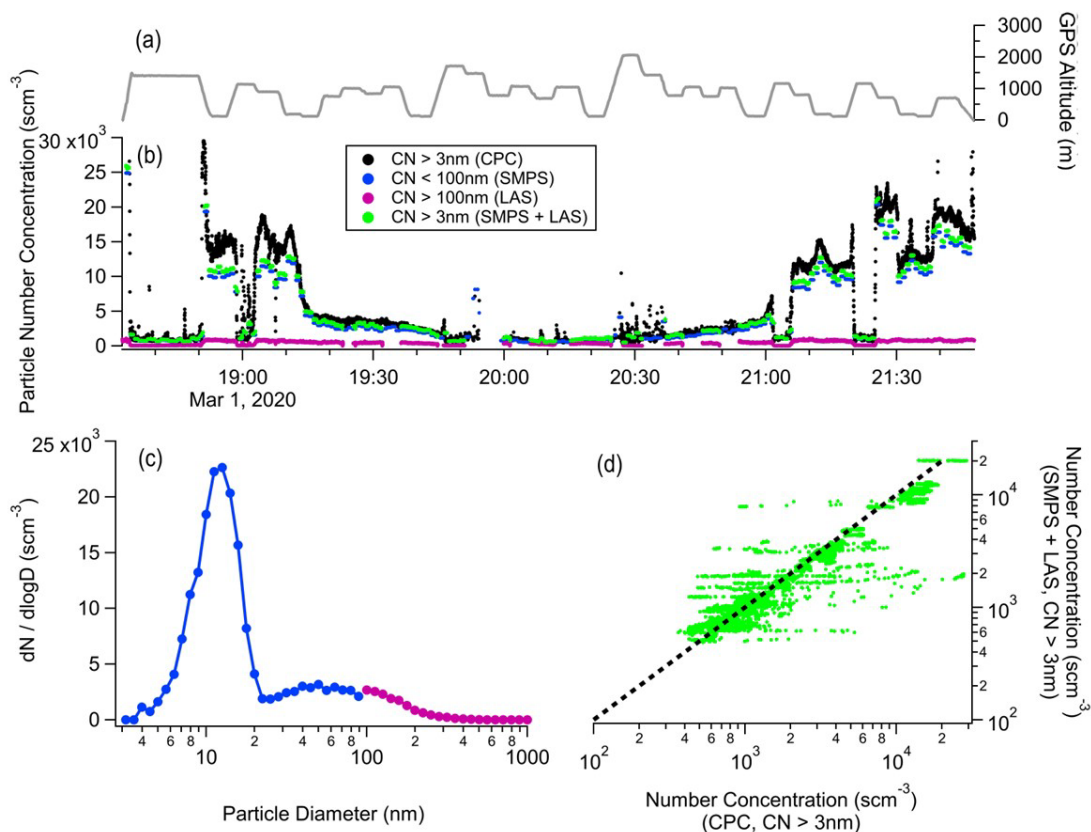 (a)
3000
2000
1000
0
GPS Altitude (m)
Particle Number Concentration (scm⁻³)
30 x10³
25
20
15
10
5
0
(b)
CN > 3nm (CPC)
CN < 100nm (SMPS)
CN > 100nm (LAS)
CN > 3nm (SMPS + LAS)
19:00 19:30 20:00 20:30 21:00 21:30
Mar 1, 2020
25 x10³
20
15
10
5
0
dN / dlogD (scm⁻³)
(c)
4 6 8 10 2 4 6 8 100 2 4 6 8 1000
Particle Diameter (nm)
(d)
2
10⁴
8
6
4
2
10³
8
6
4
2
10²
Number Concentration (scm⁻³)
(SMPS + LAS, CN > 3nm)
10² 2 4 6 8 10³ 2 4 6 8 10⁴ 2
Number Concentration (scm⁻³)
(CPC, CN > 3nm)